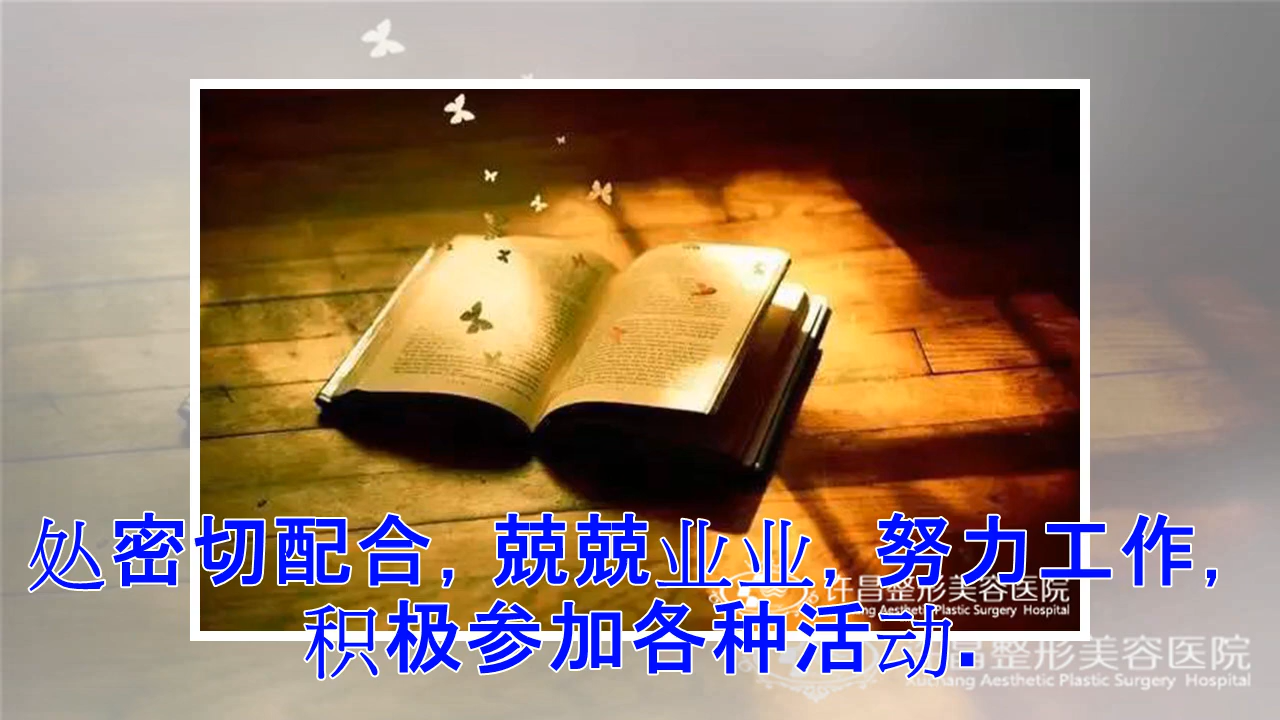 处密切配合,兢兢业业,努力工作,
积极参加各种活动.
许昌整形美容医院
Aesthetic Plastic Surgery Hospital
昌整形美容医院
Xuchang Aesthetic Plastic Surgery Hospital